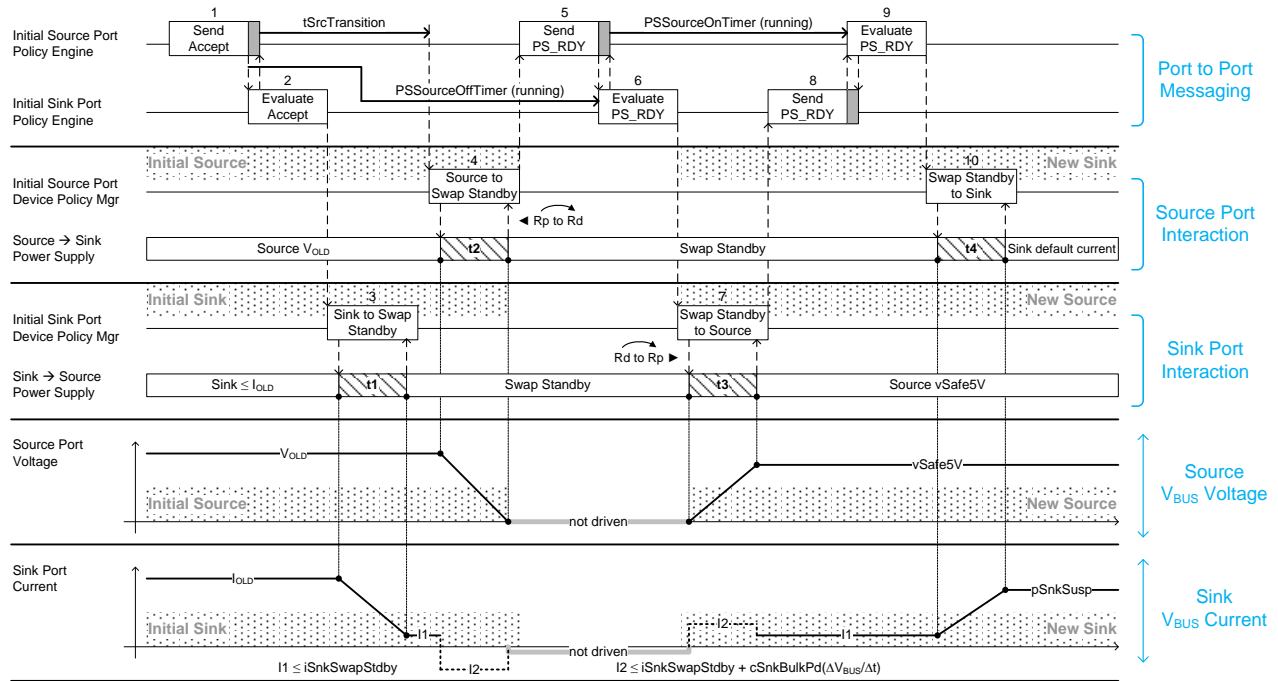 1
Send
Accept
tSrcTransition
5
Send
PS_RDY
PSSourceOnTimer (running)
9
Evaluate
PS_RDY
Initial Source Port
Policy Engine
2
Evaluate
Accept
PSSourceOffTimer (running)
6
Evaluate
PS_RDY
8
Send
PS_RDY
Initial Sink Port
Policy Engine
Port to Port
Messaging
Initial Source
New Sink
4
Source to
Swap Standby
10
Swap Standby
to Sink
Initial Source Port
Device Policy Mgr
◄ Rp to Rd
Source → Sink
Power Supply
Source VOLD
t2
Swap Standby
t4
Sink default current
Source Port
Interaction
Initial Sink
New Source
3
Sink to Swap
Standby
7
Swap Standby
to Source
Initial Sink Port
Device Policy Mgr
Rd to Rp ►
Sink → Source
Power Supply
Sink ≤ IOLD
t1
Swap Standby
t3
Source vSafe5V
Sink Port
Interaction
Source Port
Voltage
VOLD
vSafe5V
Initial Source
New Source
not driven
Source
VBUS Voltage
Sink Port
Current
IOLD
pSnkSusp
Initial Sink
New Sink
I1
I2
not driven
I2
I1
I1 ≤ iSnkSwapStdby
I2 ≤ iSnkSwapStdby + cSnkBulkPd(ΔVBUS/Δt)
Sink
VBUS Current